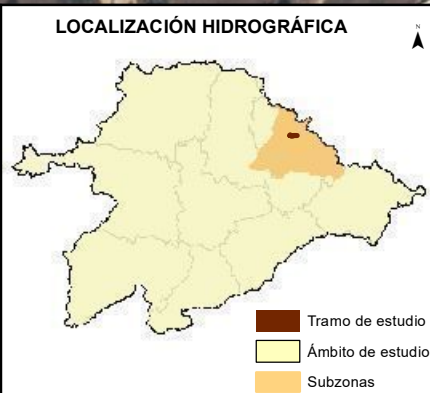 LOCALIZACIÓN HIDROGRÁFICA
N
Tramo de estudio
Ámbito de estudio
Subzonas